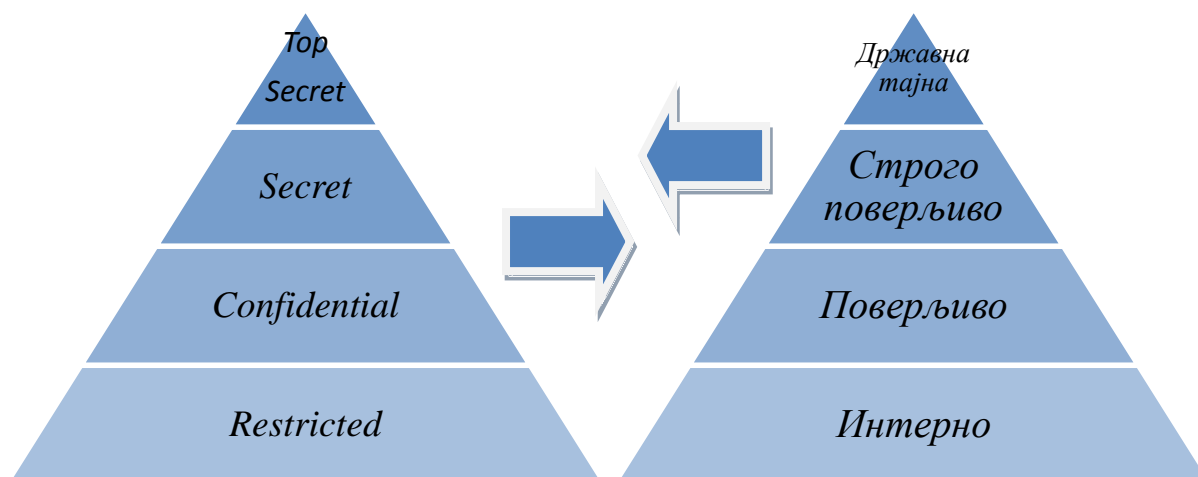 Top
Secret
Secret
Confidential
Restricted
Државна
тајна
Строго
поверљиво
Поверљиво
Интерно